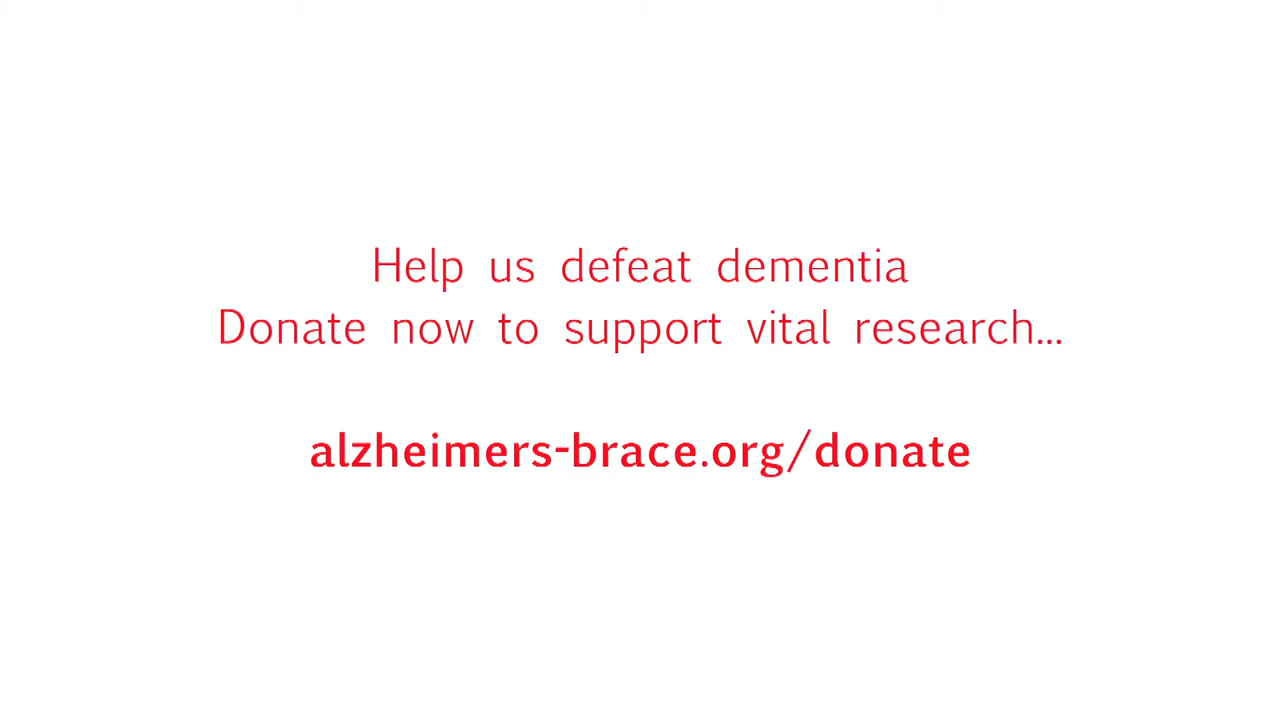 Help us defeat dementia
Donate now to support vital research...
alzheimers-brace.org/donate